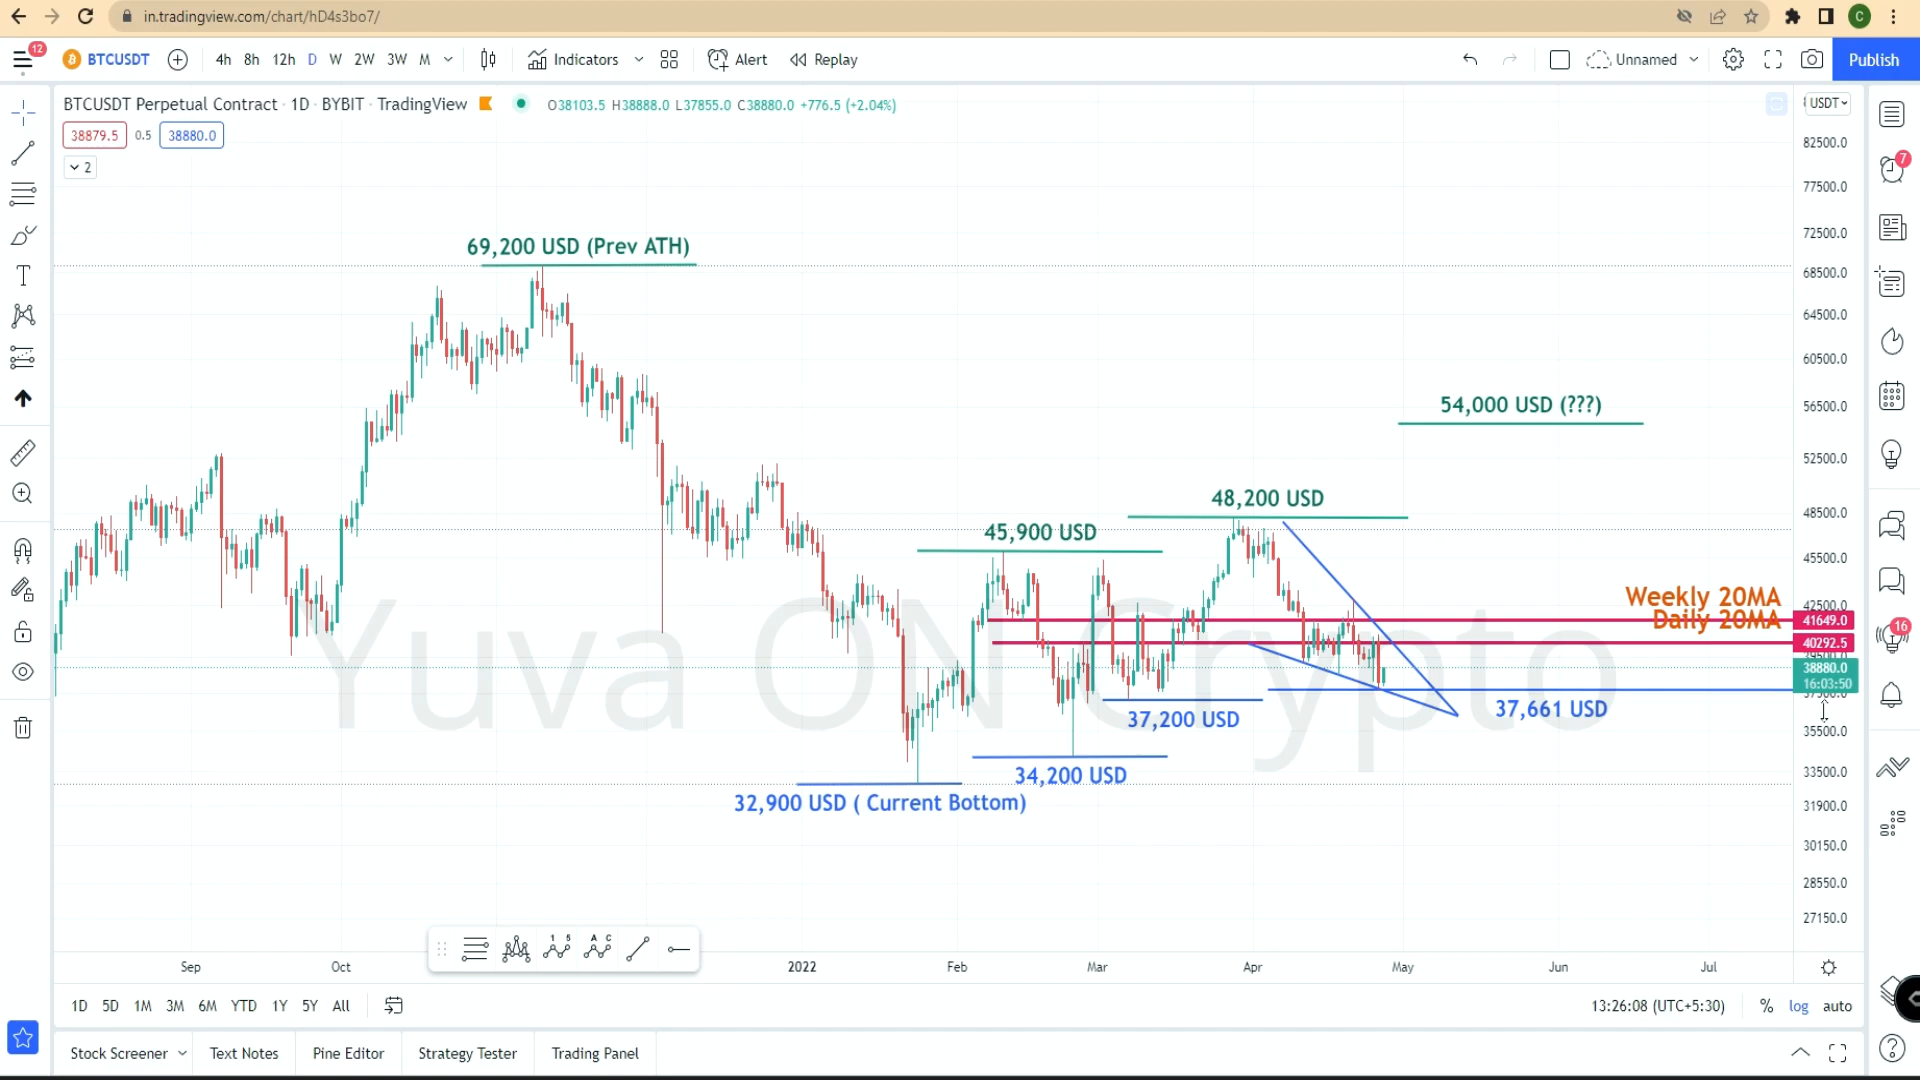 in.tradingview.com/chart/hD4s3bo7/
C
12
BTCUSDT
4h 8h 12h D W 2W 3W M
Indicators
Alert
Replay
Unnamed
Publish
BTCUSDT Perpetual Contract · 1D · BYBIT · TradingView
O38103.5 H38888.0 L37855.0 C38880.0 +776.5 (+2.04%)
USDT
38879.5 0.5 38880.0
2
82500.0
7
77500.0
72500.0
69,200 USD (Prev ATH)
68500.0
64500.0
60500.0
54,000 USD (???)
56500.0
52500.0
48,200 USD
48500.0
45,900 USD
45500.0
Weekly 20MA
42500.0
Daily 20MA
41649.0
16
40292.5
38880.0
16:03:50
Yuva ON Crypto
37,661 USD
37,200 USD
35500.0
34,200 USD
33500.0
32,900 USD ( Current Bottom)
31900.0
30150.0
28550.0
27150.0
1 5
A C
Sep Oct 2022 Feb Mar Apr May Jun Jul
1D 5D 1M 3M 6M YTD 1Y 5Y All
13:26:08 (UTC+5:30) % log auto
Stock Screener Text Notes Pine Editor Strategy Tester Trading Panel